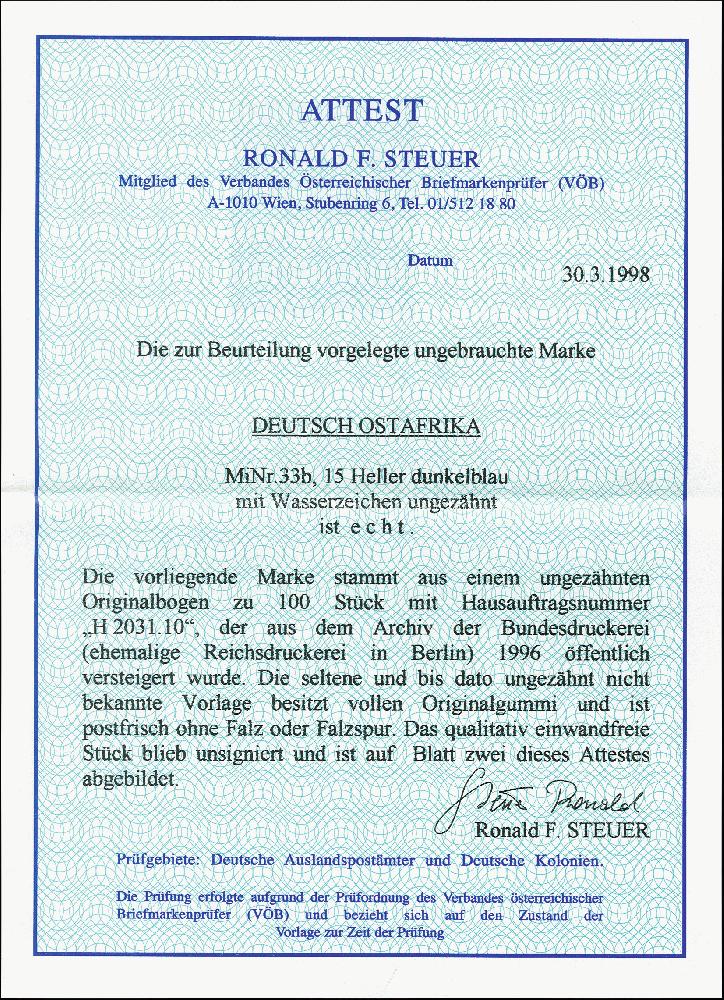 ATTEST
RONALD F. STEUER
Mitglied des Verbandes Österreichischer Briefmarkenprüfer (VÖB)
A-1010 Wien, Stubenring 6, Tel. 01/512 18 80
Datum
30.3.1998
Die zur Beurteilung vorgelegte ungebrauchte Marke
DEUTSCH OSTAFRIKA
MiNr.33b, 15 Heller dunkelblau
mit Wasserzeichen ungezähnt
ist e c h t .
Die vorliegende Marke stammt aus einem ungezähnten
Originalbogen zu 100 Stück mit Hausauftragsnummer
„H 2031.10“, der aus dem Archiv der Bundesdruckerei
(ehemalige Reichsdruckerei in Berlin) 1996 öffentlich
versteigert wurde. Die seltene und bis dato ungezähnt nicht
bekannte Vorlage besitzt vollen Originalgummi und ist
postfrisch ohne Falz oder Falzspur. Das qualitativ einwandfreie
Stück blieb unsigniert und ist auf Blatt zwei dieses Attestes
abgebildet.
Steuer Ronald
Ronald F. STEUER
Prüfgebiete: Deutsche Auslandspostämter und Deutsche Kolonien.
Die Prüfung erfolgte aufgrund der Prüfordnung des Verbandes österreichischer
Briefmarkenprüfer (VÖB) und bezieht sich auf den Zustand der
Vorlage zur Zeit der Prüfung